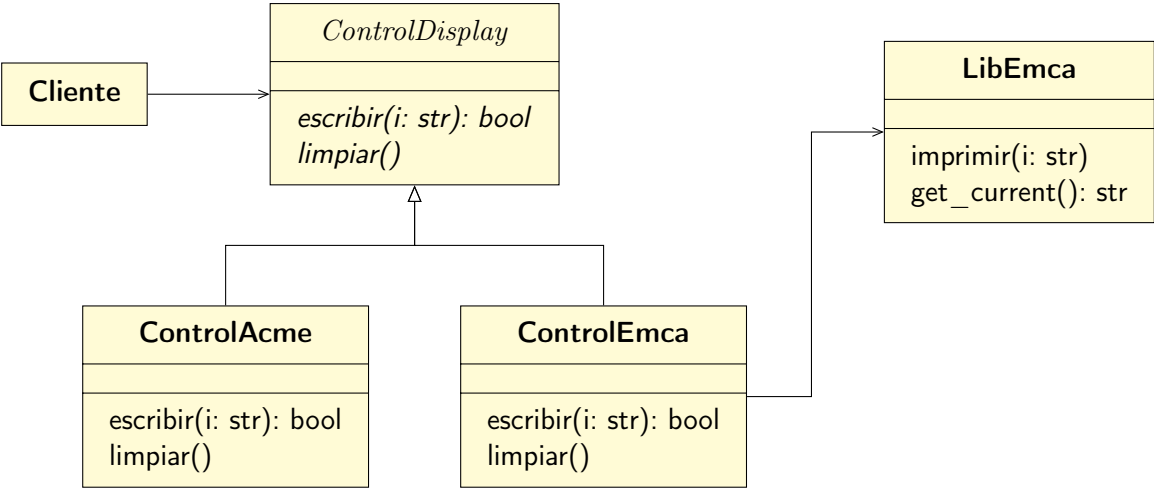 ControlDisplay
escribir(i: str): bool
limpiar()
Cliente
LibEmca
imprimir(i: str)
get_current(): str
ControlAcme
escribir(i: str): bool
limpiar()
ControlEmca
escribir(i: str): bool
limpiar()